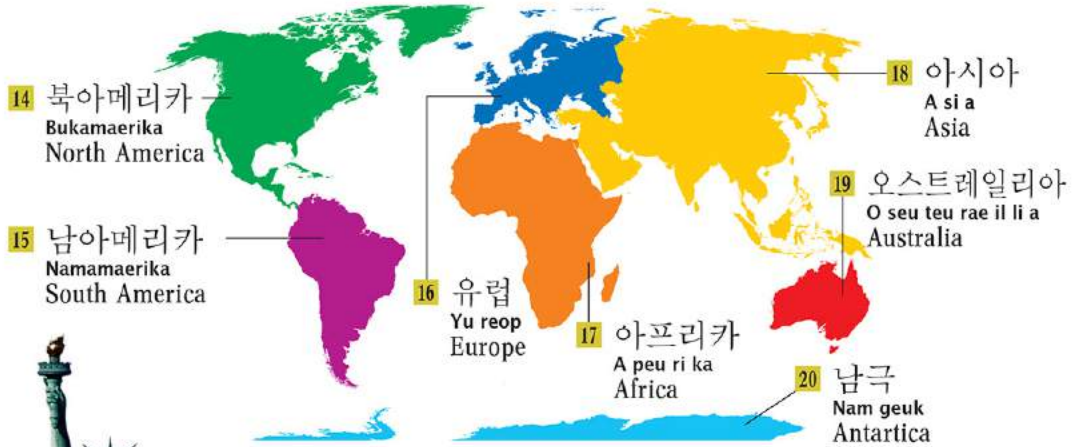 14 북아메리카
Bukamaerika
North America
15 남아메리카
Namamaerika
South America
16 유럽
Yu reop
Europe
17 아프리카
A peu ri ka
Africa
18 아시아
A si a
Asia
19 오스트레일리아
O seu teu rae il li a
Australia
20 남극
Nam geuk
Antartica